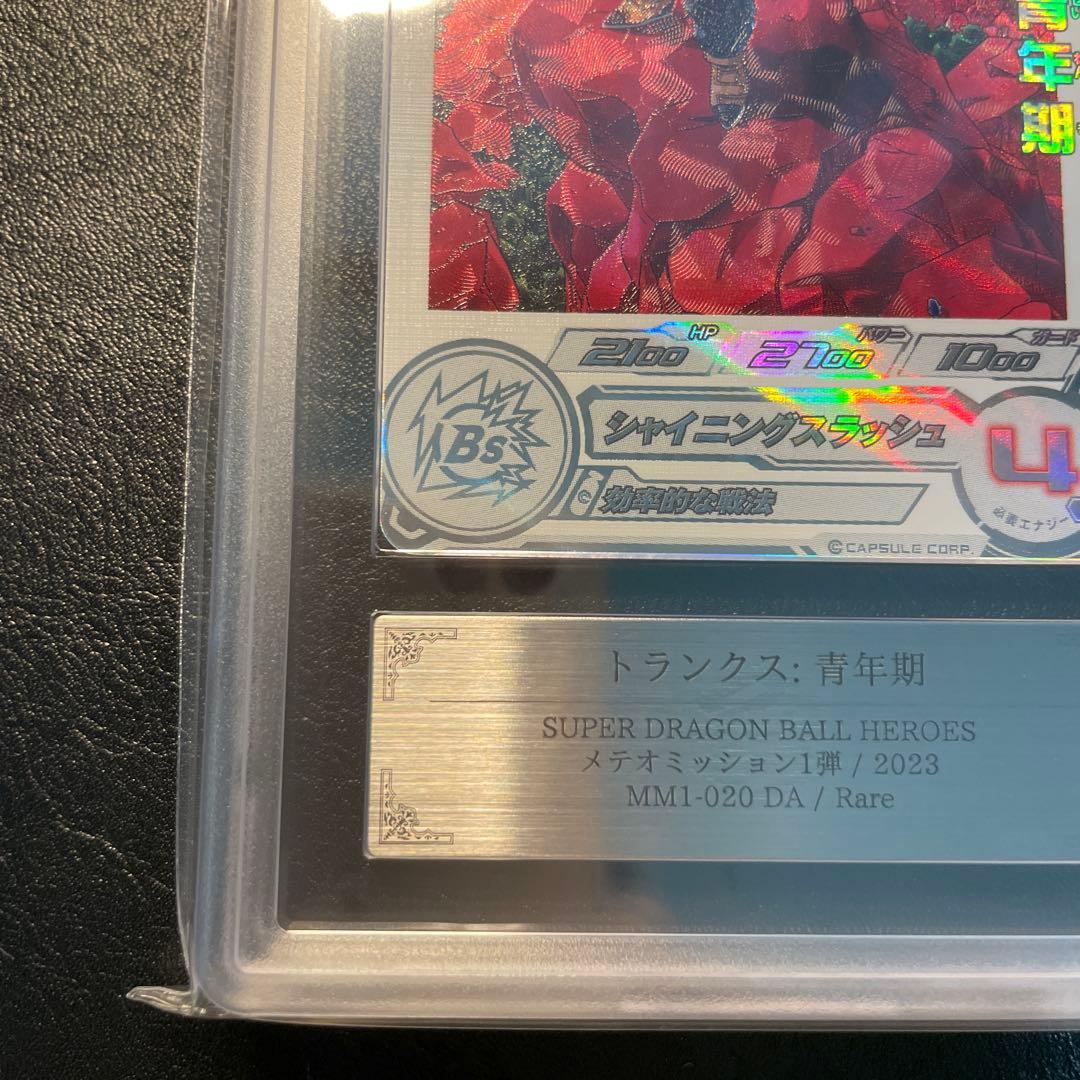 青年期
HP
2100
パワー
2700
ガード
1000
Bs
シャイニングスラッシュ
4
必要エナジー
効率的な戦法
© CAPSULE CORP.
トランクス: 青年期
SUPER DRAGON BALL HEROES
メテオミッション1弾 / 2023
MM1-020 DA / Rare